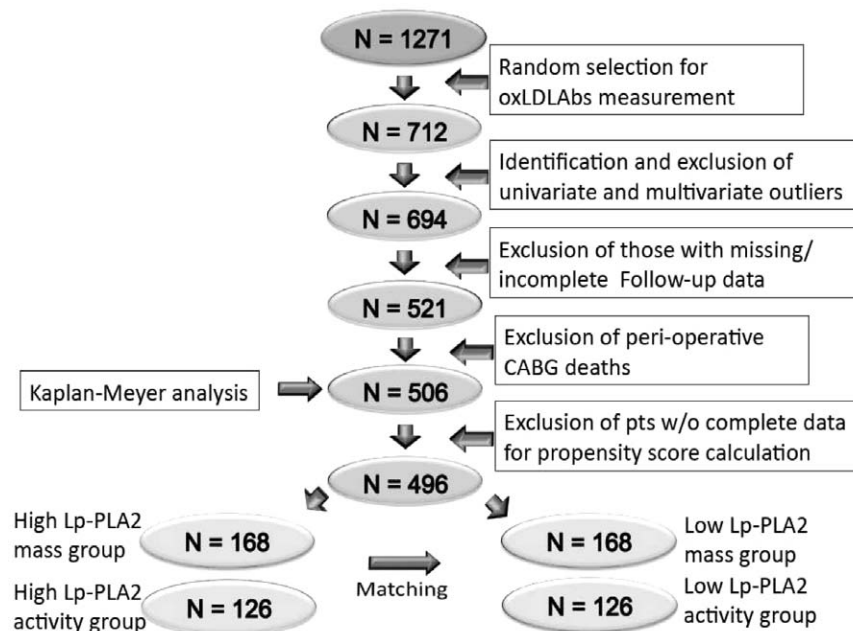 N = 1271
Random selection for
oxLDLAbs measurement
N = 712
Identification and exclusion of
univariate and multivariate outliers
N = 694
Exclusion of those with missing/
incomplete Follow-up data
N = 521
Exclusion of peri-operative
CABG deaths
Kaplan-Meyer analysis
N = 506
Exclusion of pts w/o complete data
for propensity score calculation
N = 496
High Lp-PLA2
mass group
N = 168
N = 168
Low Lp-PLA2
mass group
Matching
High Lp-PLA2
activity group
N = 126
N = 126
Low Lp-PLA2
activity group